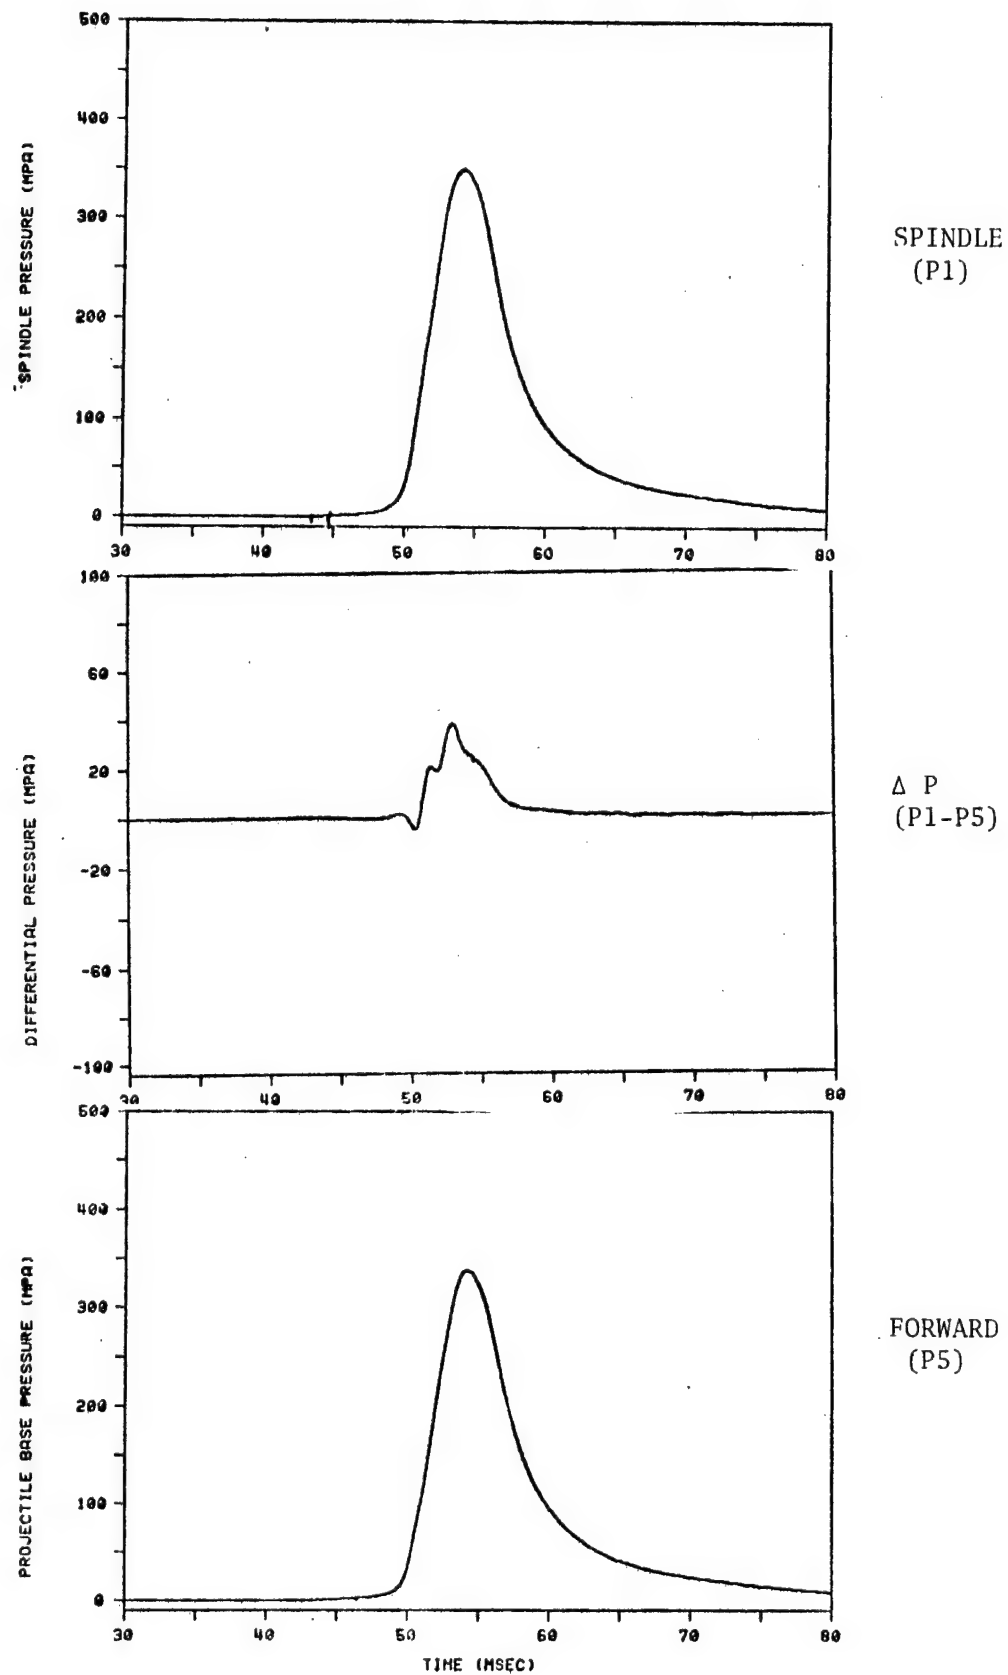 500
400
300
200
100
0
SPINDLE PRESSURE (MPA)
30 40 50 60 70 80
SPINDLE
(P1)
100
60
20
-20
-60
-100
DIFFERENTIAL PRESSURE (MPA)
30 40 50 60 70 80
Δ P
(P1-P5)
500
400
300
200
100
0
PROJECTILE BASE PRESSURE (MPA)
30 40 50 60 70 80
TIME (MSEC)
FORWARD
(P5)